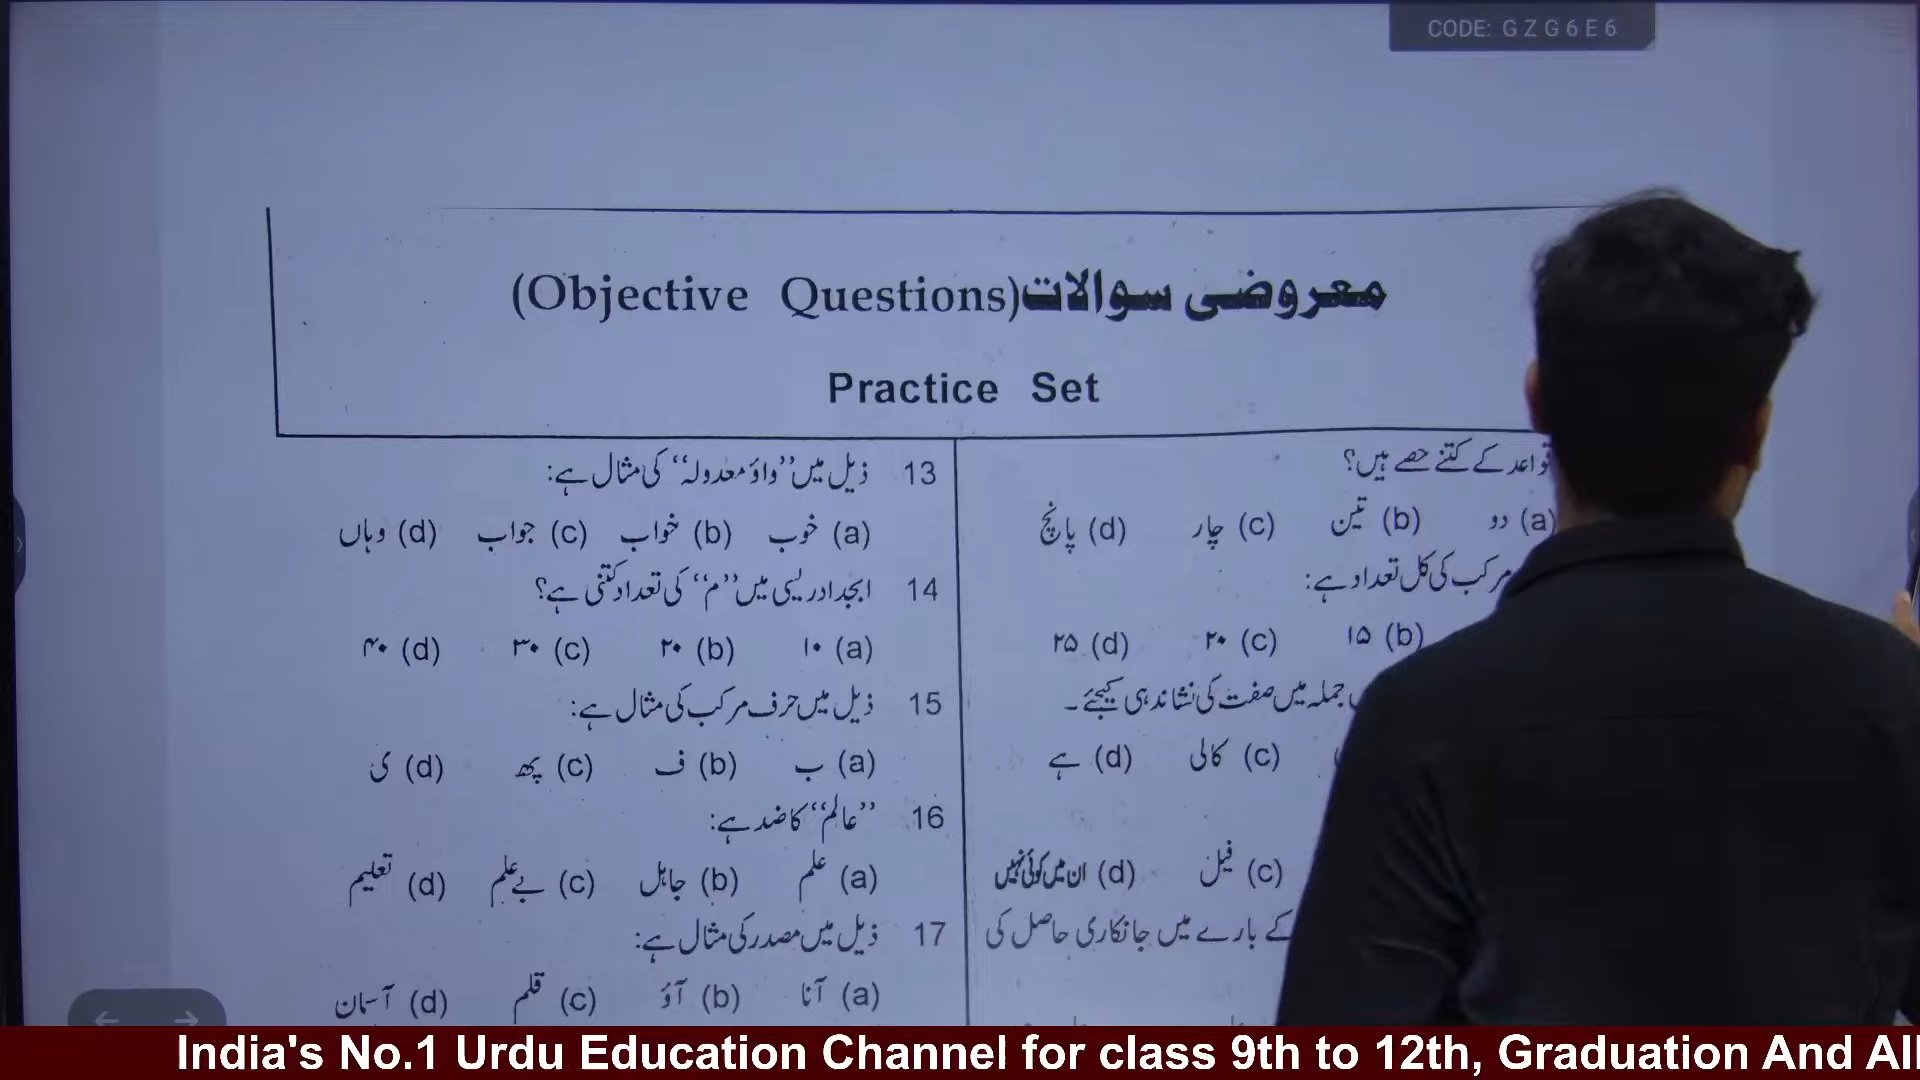 CODE: GZG6E6
معروضی سوالات(Objective Questions)
Practice Set
قواعد کے کتنے حصے ہیں؟
(a) دو (b) تین (c) چار (d) پانچ
مرکب کی کل تعداد ہے:
(b) ۱۵ (c) ۲۰ (d) ۲۵
جملہ میں صفت کی نشاندہی کیجئے۔
(c) کالی (d) ہے
(c) فیل (d) ان میں کوئی نہیں
کے بارے میں جانکاری حاصل کی
13 ذیل میں ’’واؤ معدولہ‘‘ کی مثال ہے:
(a) خوب (b) خواب (c) جواب (d) وہاں
14 ابجد ادریسی میں ’’م‘‘ کی تعداد کتنی ہے؟
(a) ۱۰ (b) ۲۰ (c) ۳۰ (d) ۴۰
15 ذیل میں حرف مرکب کی مثال ہے:
(a) ب (b) ف (c) پھ (d) ی
16 ’’عالم‘‘ کا ضد ہے:
(a) علم (b) جاہل (c) بے علم (d) تعلیم
17 ذیل میں مصدر کی مثال ہے:
(a) آنا (b) آؤ (c) قلم (d) آسمان
India's No.1 Urdu Education Channel for class 9th to 12th, Graduation And All